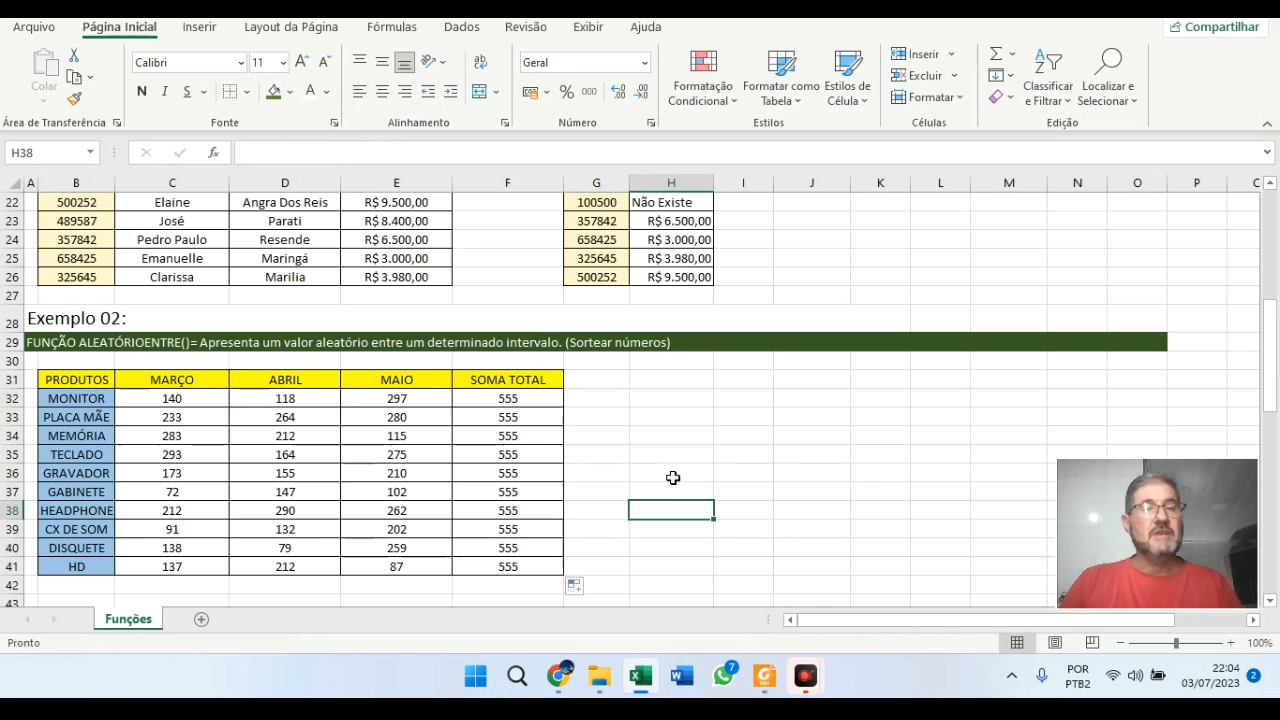 Arquivo Página Inicial Inserir Layout da Página Fórmulas Dados Revisão Exibir Ajuda Compartilhar
Calibri 11 Geral
Colar N I S A ab % 000
Formatação Condicional Formatar como Tabela Estilos de Célula
Inserir
Excluir
Formatar
Classificar e Filtrar Localizar e Selecionar
Área de Transferência Fonte Alinhamento Número Estilos Células Edição
H38 fx
A B C D E F G H I J K L M N O P
22 500252 Elaine Angra Dos Reis R$ 9.500,00 100500 Não Existe
23 489587 José Parati R$ 8.400,00 357842 R$ 6.500,00
24 357842 Pedro Paulo Resende R$ 6.500,00 658425 R$ 3.000,00
25 658425 Emanuelle Maringá R$ 3.000,00 325645 R$ 3.980,00
26 325645 Clarissa Marilia R$ 3.980,00 500252 R$ 9.500,00
27
28 Exemplo 02:
29 FUNÇÃO ALEATÓRIOENTRE()= Apresenta um valor aleatório entre um determinado intervalo. (Sortear números)
30
31 PRODUTOS MARÇO ABRIL MAIO SOMA TOTAL
32 MONITOR 140 118 297 555
33 PLACA MÃE 233 264 280 555
34 MEMÓRIA 283 212 115 555
35 TECLADO 293 164 275 555
36 GRAVADOR 173 155 210 555
37 GABINETE 72 147 102 555
38 HEADPHONE 212 290 262 555
39 CX DE SOM 91 132 202 555
40 DISQUETE 138 79 259 555
41 HD 137 212 87 555
42
43
Funções
Pronto 100%
7 POR PTB2 22:04 03/07/2023 2